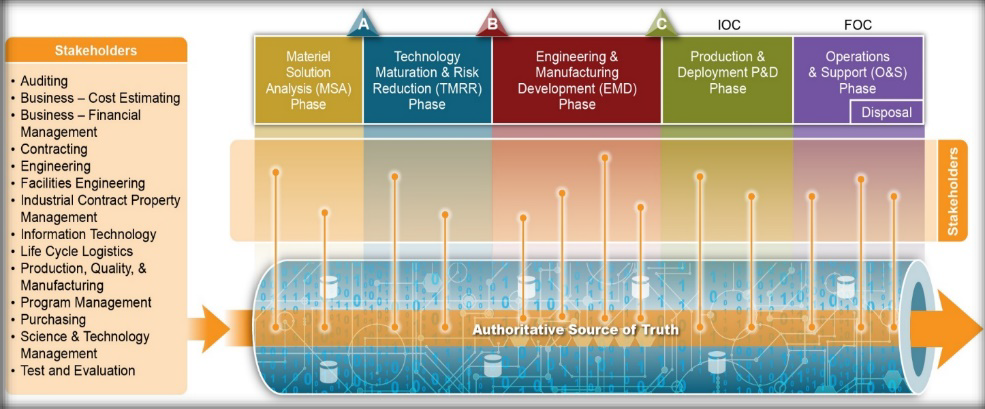 Stakeholders
• Auditing
• Business – Cost Estimating
• Business – Financial
Management
• Contracting
• Engineering
• Facilities Engineering
• Industrial Contract Property
Management
• Information Technology
• Life Cycle Logistics
• Production, Quality, &
Manufacturing
• Program Management
• Purchasing
• Science & Technology
Management
• Test and Evaluation
A
B
C
IOC
FOC
Materiel
Solution
Analysis (MSA)
Phase
Technology
Maturation & Risk
Reduction (TMRR)
Phase
Engineering &
Manufacturing
Development (EMD)
Phase
Production &
Deployment P&D
Phase
Operations
& Support (O&S)
Phase
Disposal
Stakeholders
Authoritative Source of Truth